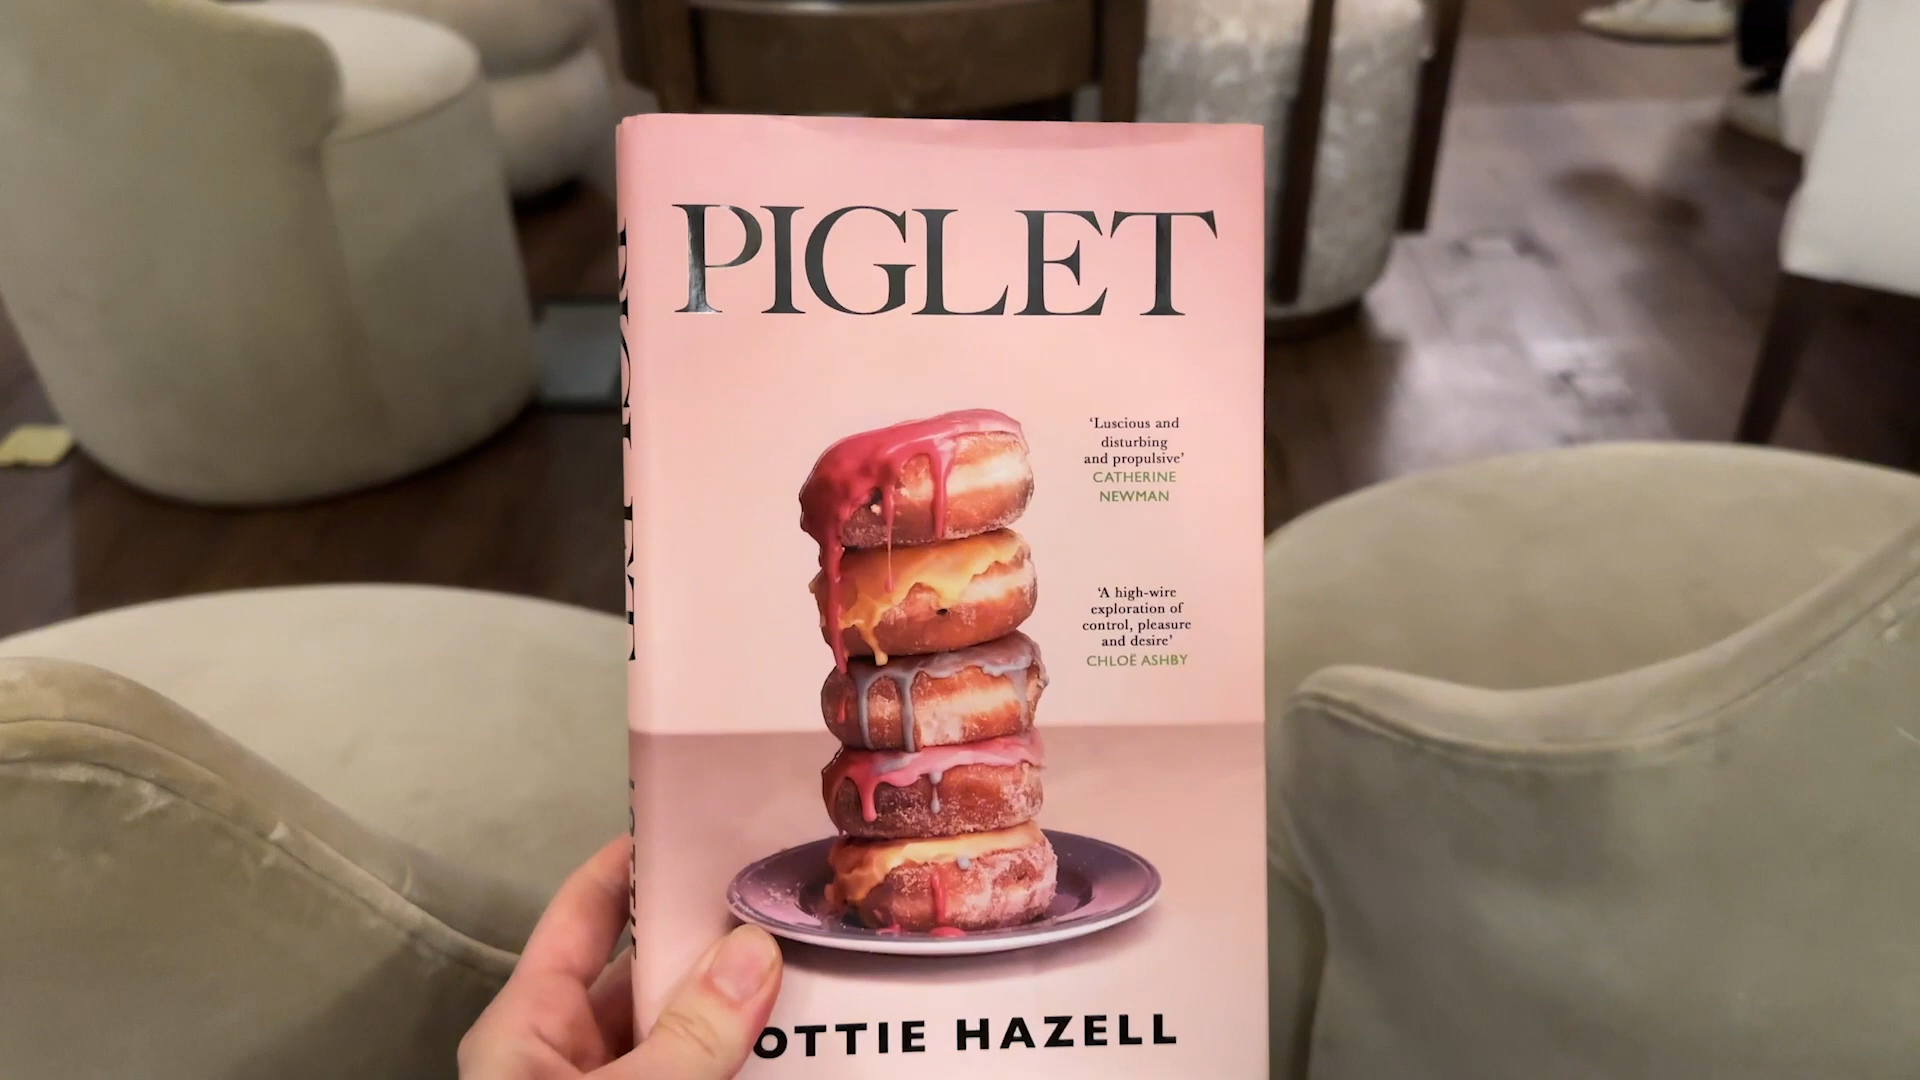 PIGLET
‘Luscious and
disturbing
and propulsive’
CATHERINE
NEWMAN
‘A high-wire
exploration of
control, pleasure
and desire’
CHLOË ASHBY
OTTIE HAZELL